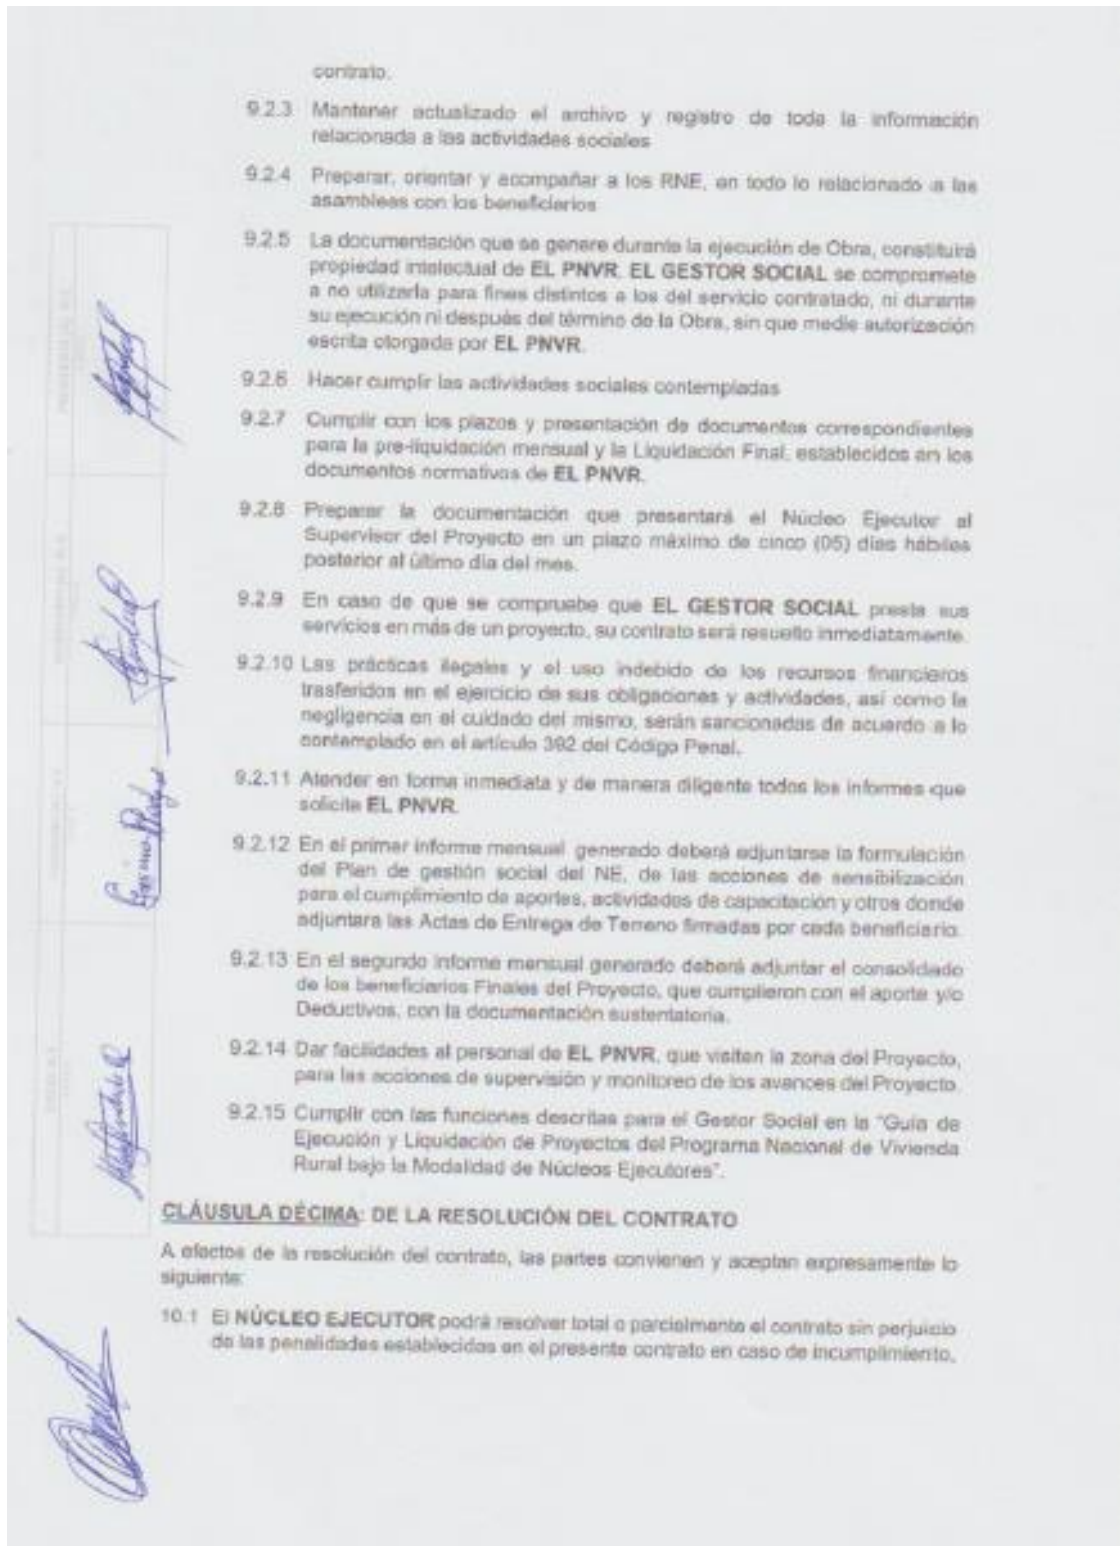 contrato.
9.2.3 Mantener actualizado el archivo y registro de toda la información
relacionada a las actividades sociales
9.2.4 Preparar, orientar y acompañar a los RNE, en todo lo relacionado a las
asambleas con los beneficiarios
9.2.5 La documentación que se genere durante la ejecución de Obra, constituirá
propiedad intelectual de EL PNVR. EL GESTOR SOCIAL se compromete
a no utilizarla para fines distintos a los del servicio contratado, ni durante
su ejecución ni después del término de la Obra, sin que medie autorización
escrita otorgada por EL PNVR.
9.2.6 Hacer cumplir las actividades sociales contempladas
9.2.7 Cumplir con los plazos y presentación de documentos correspondientes
para la pre-liquidación mensual y la Liquidación Final, establecidos en los
documentos normativos de EL PNVR.
9.2.8 Preparar la documentación que presentará el Núcleo Ejecutor al
Supervisor del Proyecto en un plazo máximo de cinco (05) días hábiles
posterior al último día del mes.
9.2.9 En caso de que se compruebe que EL GESTOR SOCIAL presta sus
servicios en más de un proyecto, su contrato será resuelto inmediatamente.
9.2.10 Las prácticas ilegales y el uso indebido de los recursos financieros
trasferidos en el ejercicio de sus obligaciones y actividades, así como la
negligencia en el cuidado del mismo, serán sancionadas de acuerdo a lo
contemplado en el artículo 392 del Código Penal.
9.2.11 Atender en forma inmediata y de manera diligente todos los informes que
solicite EL PNVR.
9.2.12 En el primer informe mensual generado deberá adjuntarse la formulación
del Plan de gestión social del NE, de las acciones de sensibilización
para el cumplimiento de aportes, actividades de capacitación y otros donde
adjuntara las Actas de Entrega de Terreno firmadas por cada beneficiario.
9.2.13 En el segundo informe mensual generado deberá adjuntar el consolidado
de los beneficiarios Finales del Proyecto, que cumplieron con el aporte y/o
Deductivos, con la documentación sustentatoria.
9.2.14 Dar facilidades al personal de EL PNVR, que visiten la zona del Proyecto,
para las acciones de supervisión y monitoreo de los avances del Proyecto.
9.2.15 Cumplir con las funciones descritas para el Gestor Social en la "Guía de
Ejecución y Liquidación de Proyectos del Programa Nacional de Vivienda
Rural bajo la Modalidad de Núcleos Ejecutores".
CLÁUSULA DÉCIMA: DE LA RESOLUCIÓN DEL CONTRATO
A efectos de la resolución del contrato, las partes convienen y aceptan expresamente lo
siguiente:
10.1 El NÚCLEO EJECUTOR podrá resolver total o parcialmente el contrato sin perjuicio
de las penalidades establecidas en el presente contrato en caso de incumplimiento,